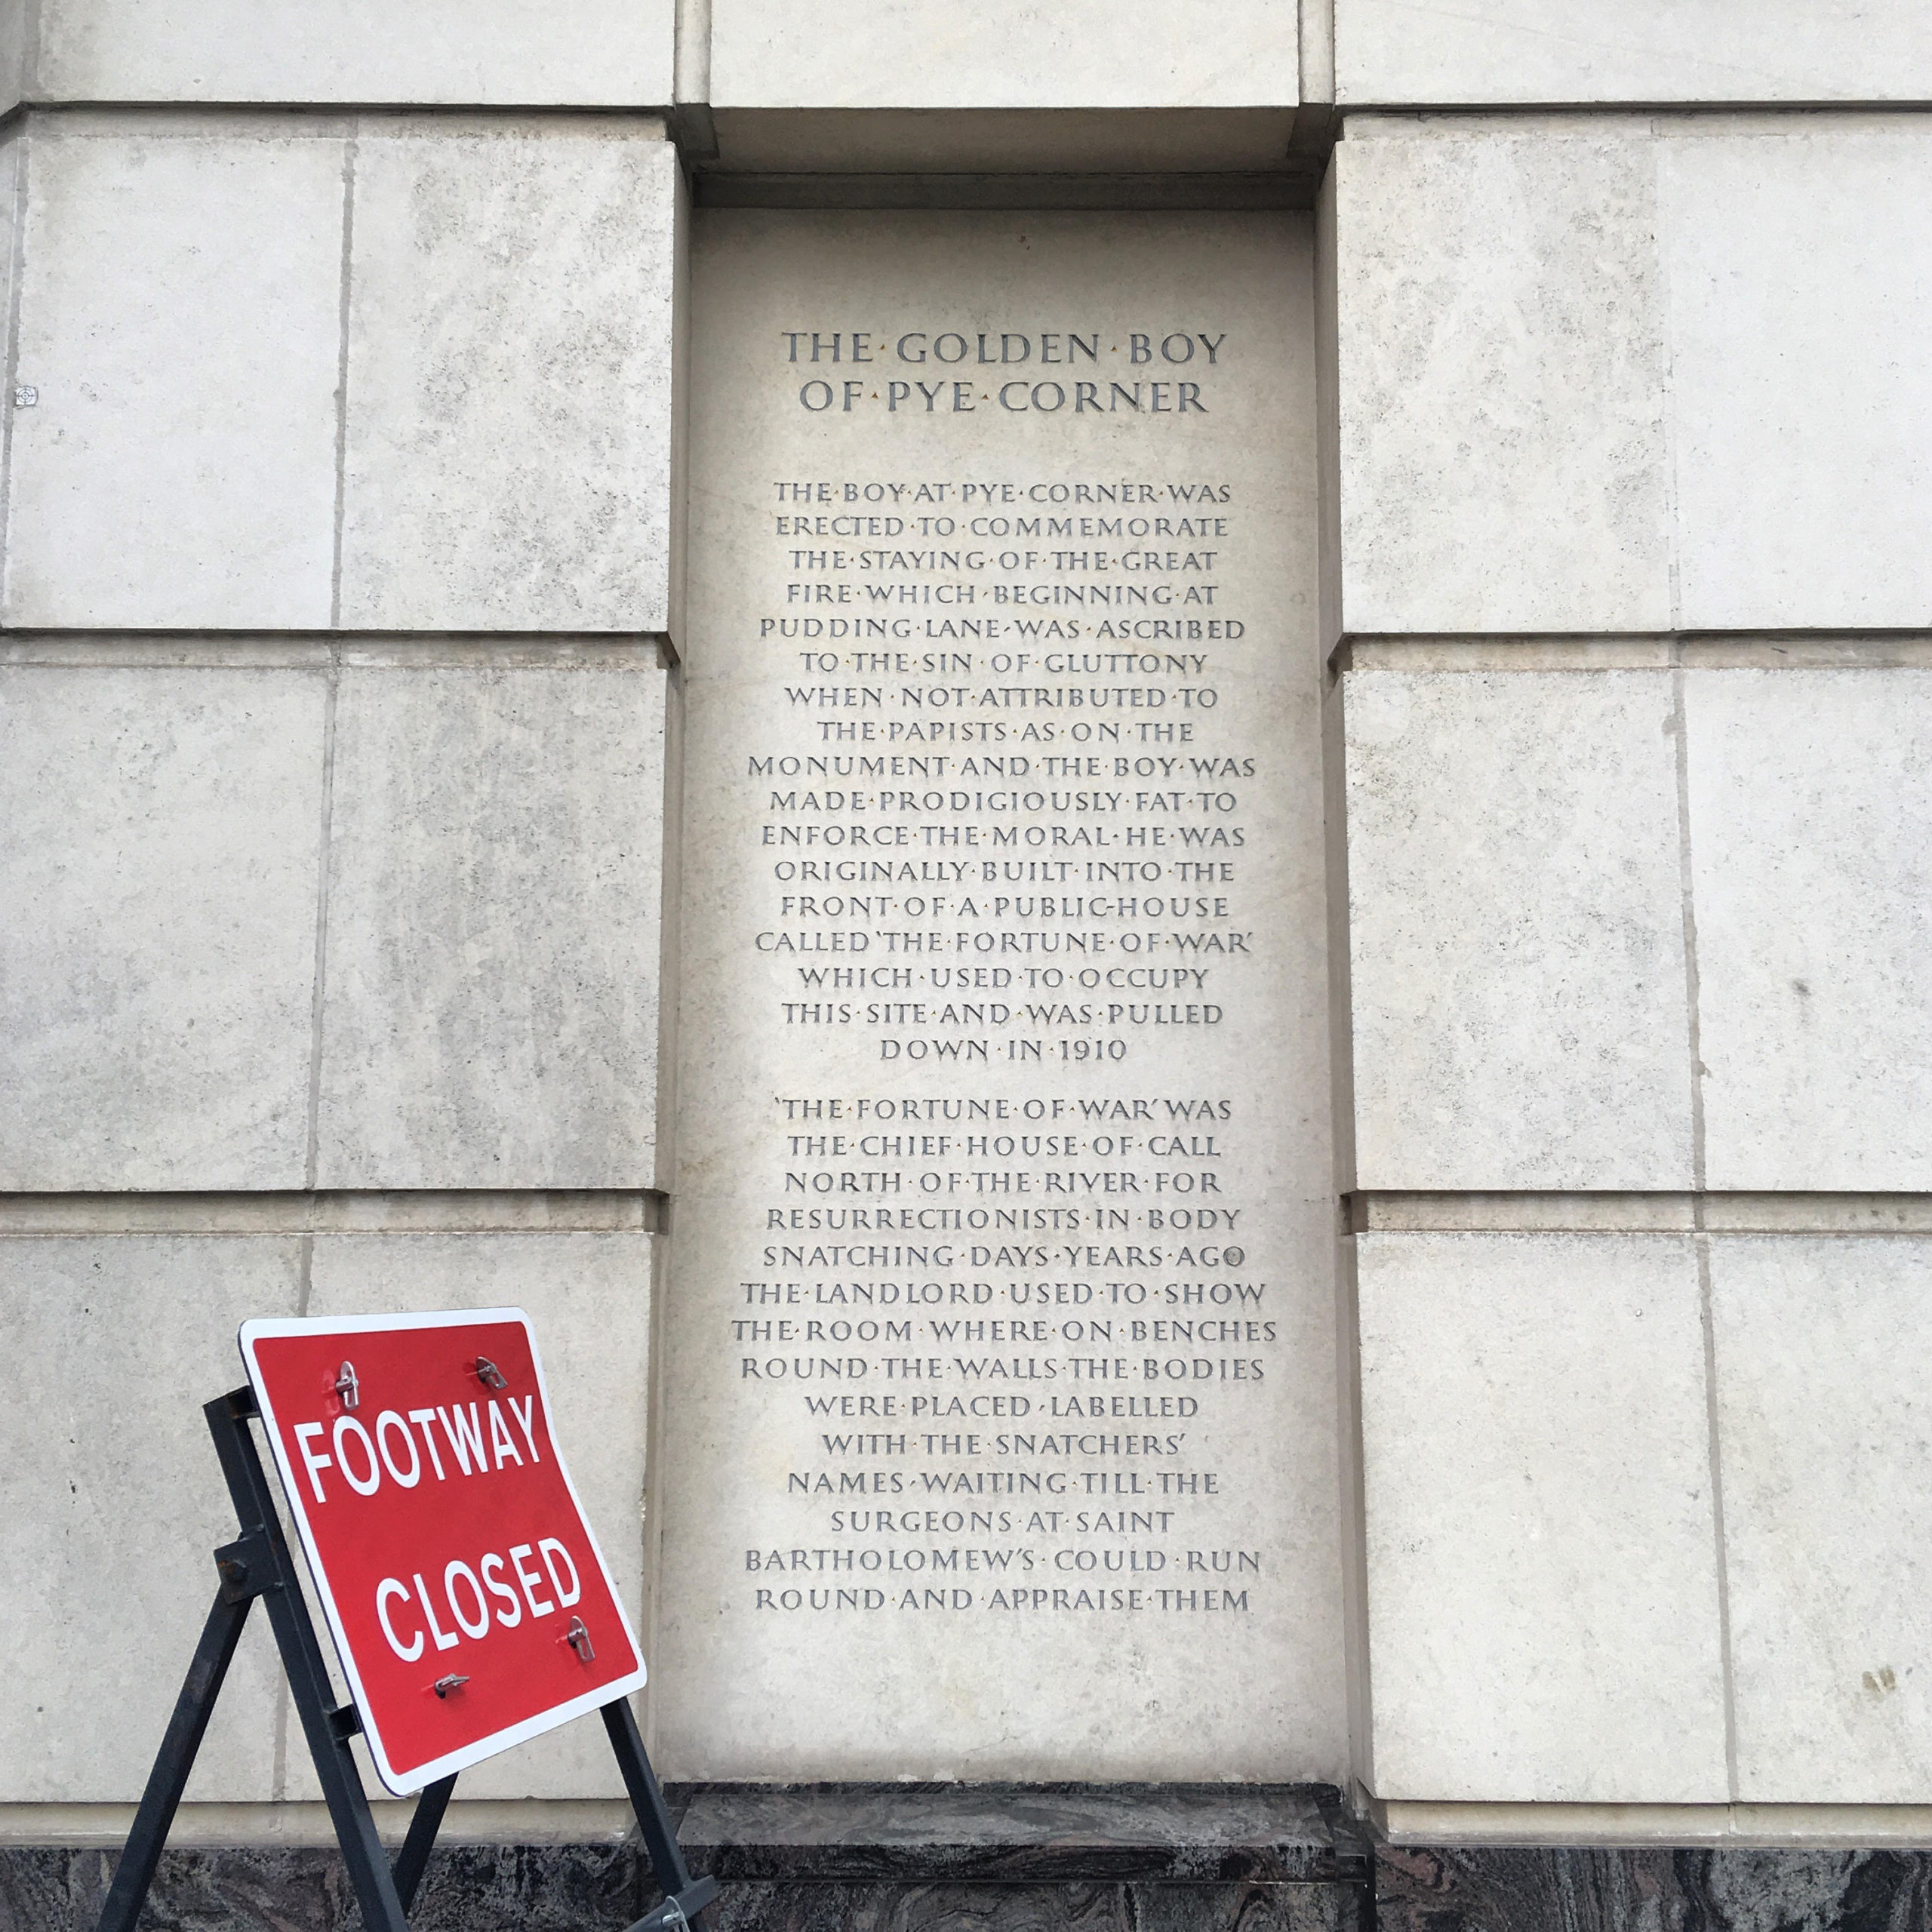 THE·GOLDEN·BOY
OF·PYE·CORNER
THE·BOY·AT·PYE·CORNER·WAS
ERECTED·TO·COMMEMORATE
THE·STAYING·OF·THE·GREAT
FIRE·WHICH·BEGINNING·AT
PUDDING·LANE·WAS·ASCRIBED
TO·THE·SIN·OF·GLUTTONY
WHEN·NOT·ATTRIBUTED·TO
THE·PAPISTS·AS·ON·THE
MONUMENT·AND·THE·BOY·WAS
MADE·PRODIGIOUSLY·FAT·TO
ENFORCE·THE·MORAL·HE·WAS
ORIGINALLY·BUILT·INTO·THE
FRONT·OF·A·PUBLIC-HOUSE
CALLED ‘THE·FORTUNE·OF·WAR’
WHICH·USED·TO·OCCUPY
THIS·SITE·AND·WAS·PULLED
DOWN·IN·1910
‘THE·FORTUNE·OF·WAR’ WAS
THE·CHIEF·HOUSE·OF·CALL
NORTH·OF·THE·RIVER·FOR
RESURRECTIONISTS·IN·BODY
SNATCHING·DAYS·YEARS·AGO
THE·LANDLORD·USED·TO·SHOW
THE·ROOM·WHERE·ON·BENCHES
ROUND·THE·WALLS·THE·BODIES
WERE·PLACED·LABELLED
WITH·THE·SNATCHERS’
NAMES·WAITING·TILL·THE
SURGEONS·AT·SAINT
BARTHOLOMEW’S·COULD·RUN
ROUND·AND·APPRAISE·THEM
FOOTWAY
CLOSED